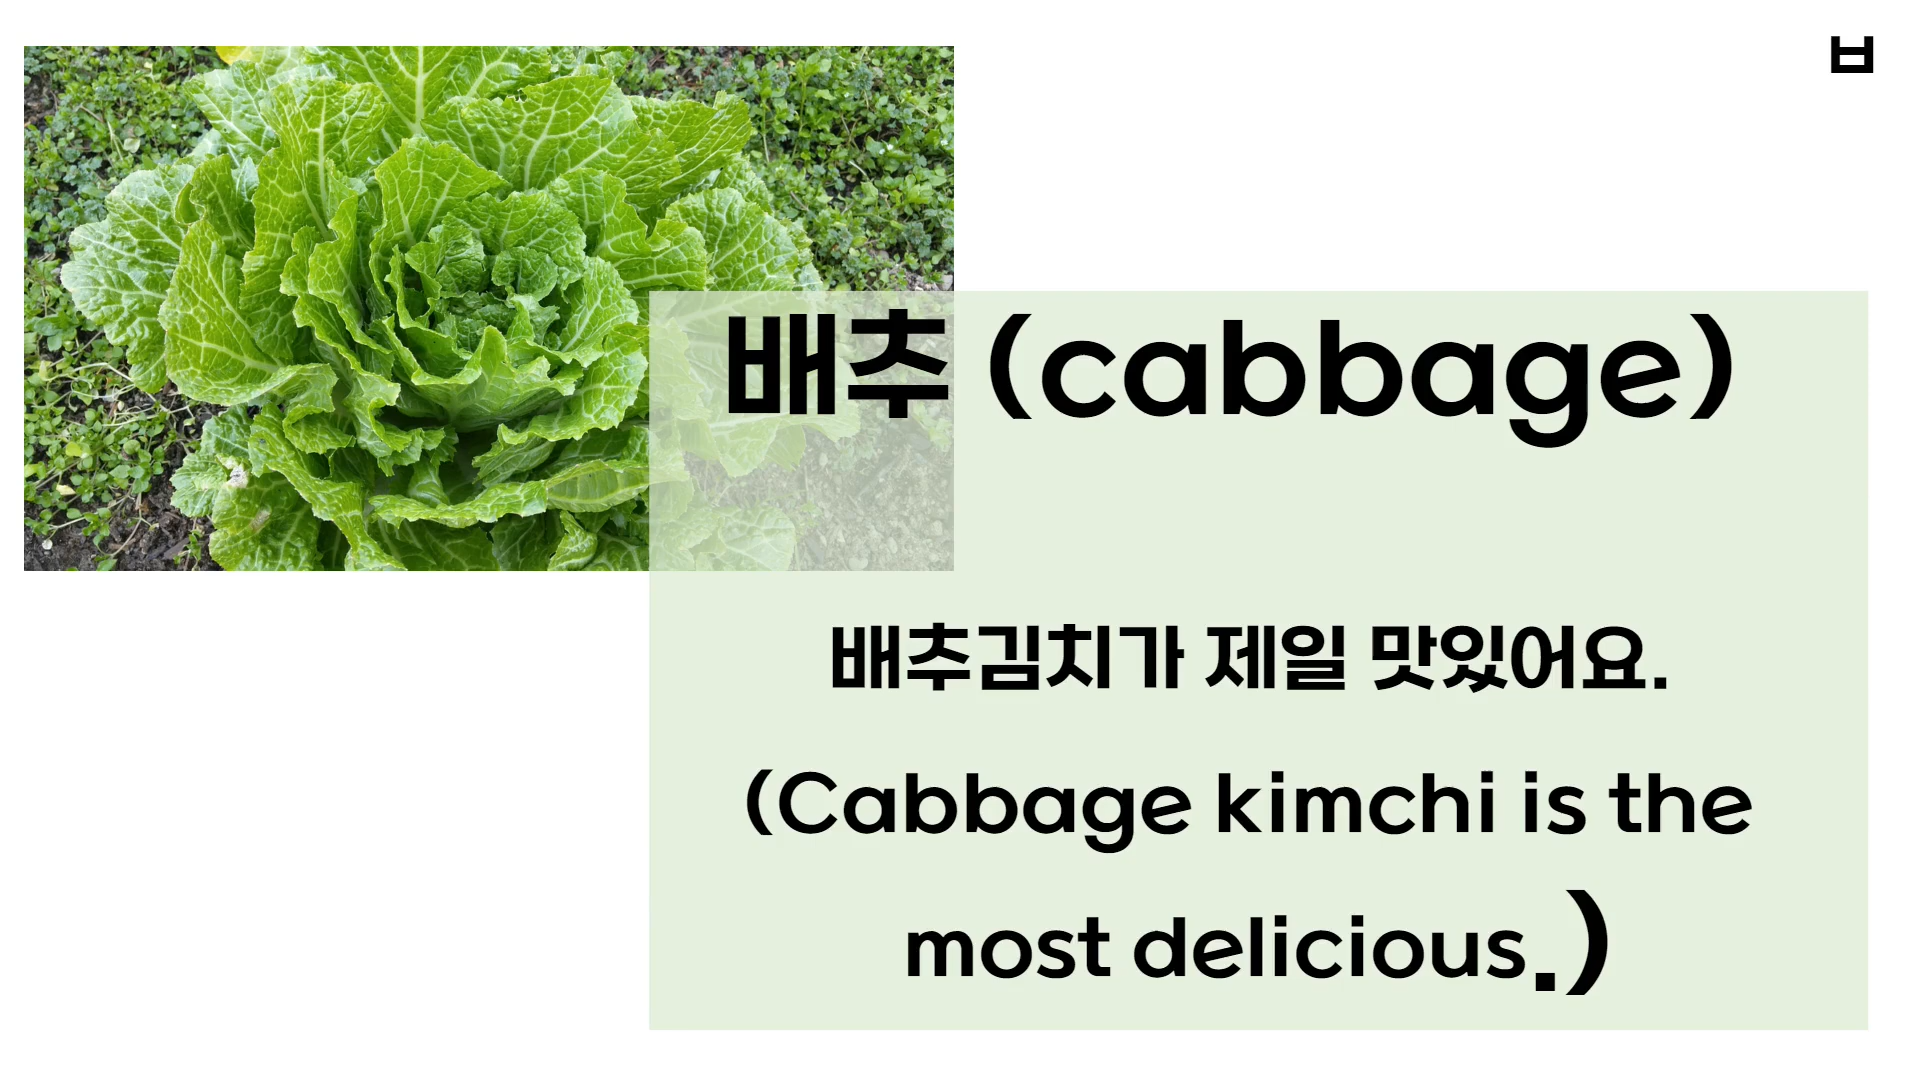 ㅂ
배추 (cabbage)
배추김치가 제일 맛있어요.
(Cabbage kimchi is the
most delicious.)